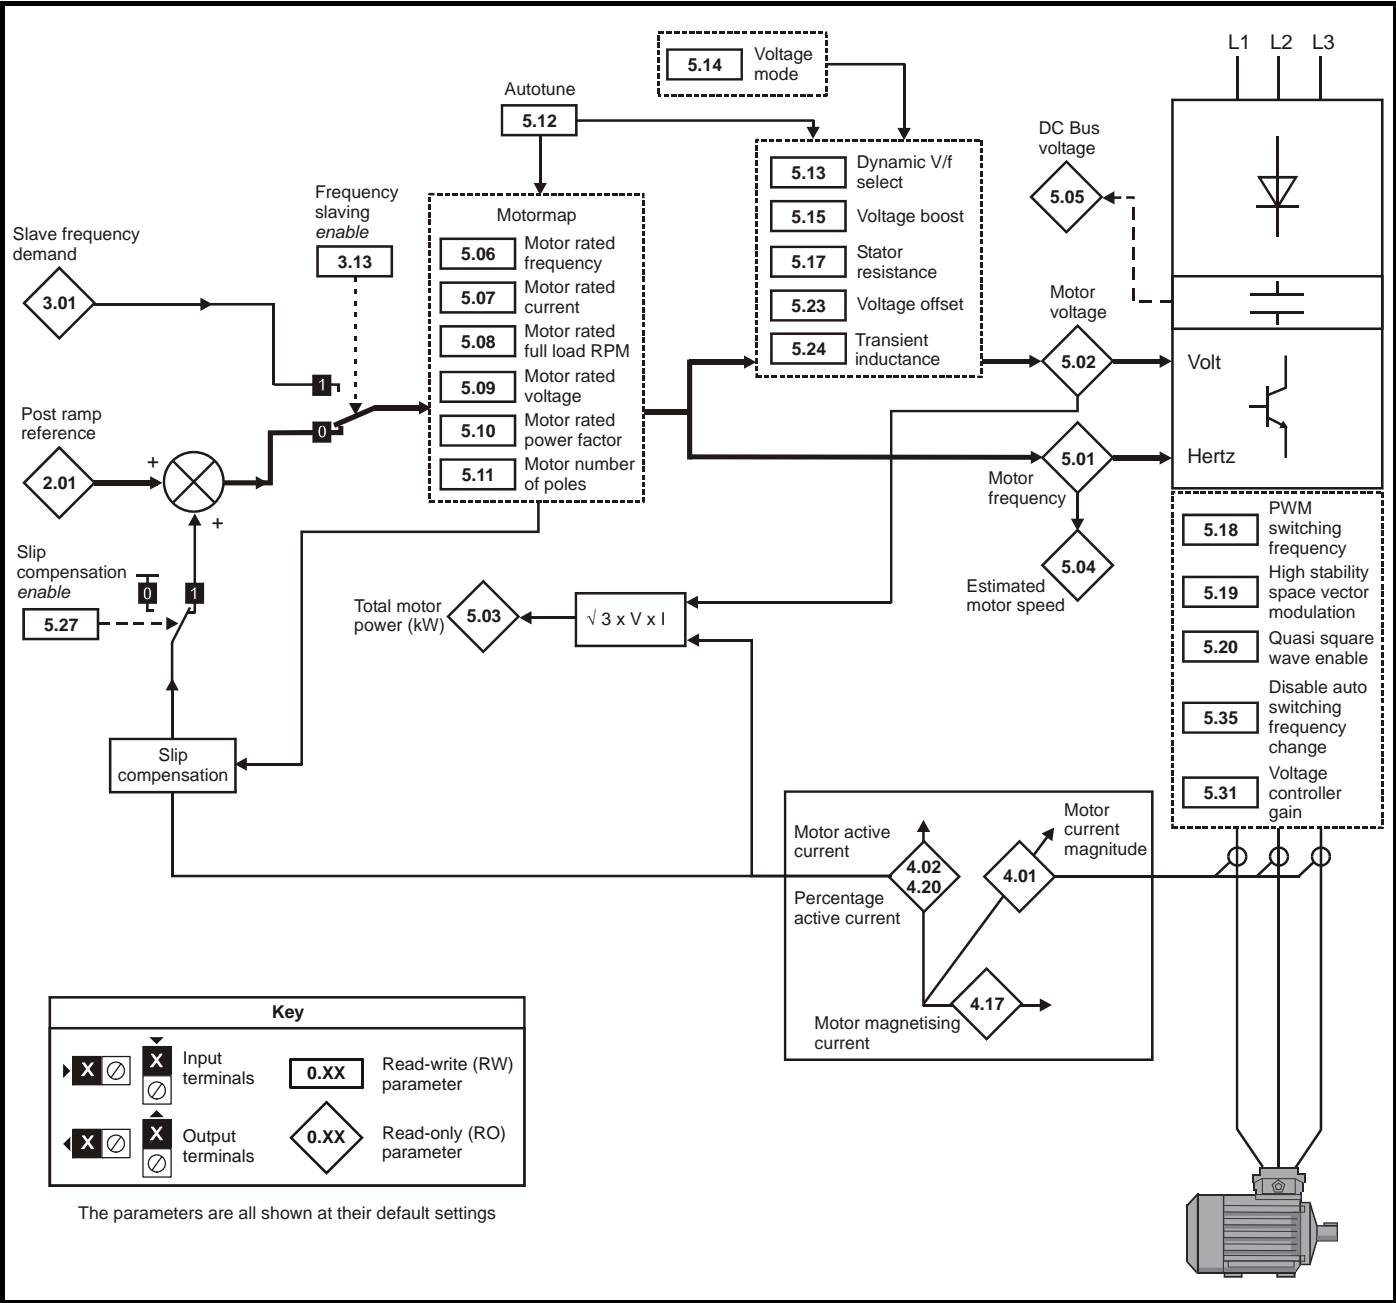 L1 L2 L3
5.14
Voltage
mode
Autotune
5.12
DC Bus
voltage
5.05
5.13
Dynamic V/f
select
5.15
Voltage boost
5.17
Stator
resistance
5.23
Voltage offset
5.24
Transient
inductance
Frequency
slaving
enable
3.13
Motormap
5.06
Motor rated
frequency
5.07
Motor rated
current
5.08
Motor rated
full load RPM
5.09
Motor rated
voltage
5.10
Motor rated
power factor
5.11
Motor number
of poles
Slave frequency
demand
3.01
1
0
Post ramp
reference
2.01
+
+
Motor
voltage
5.02
Volt
5.01
Hertz
Motor
frequency
5.04
Estimated
motor speed
Slip
compensation
enable
5.27
0
1
Total motor
power (kW)
5.03
√ 3 x V x I
5.18
PWM
switching
frequency
5.19
High stability
space vector
modulation
5.20
Quasi square
wave enable
5.35
Disable auto
switching
frequency
change
5.31
Voltage
controller
gain
Slip
compensation
Motor active
current
4.02
4.20
Percentage
active current
4.01
Motor
current
magnitude
4.17
Motor magnetising
current
Key
X
X
Input
terminals
0.XX
Read-write (RW)
parameter
X
X
Output
terminals
0.XX
Read-only (RO)
parameter
The parameters are all shown at their default settings